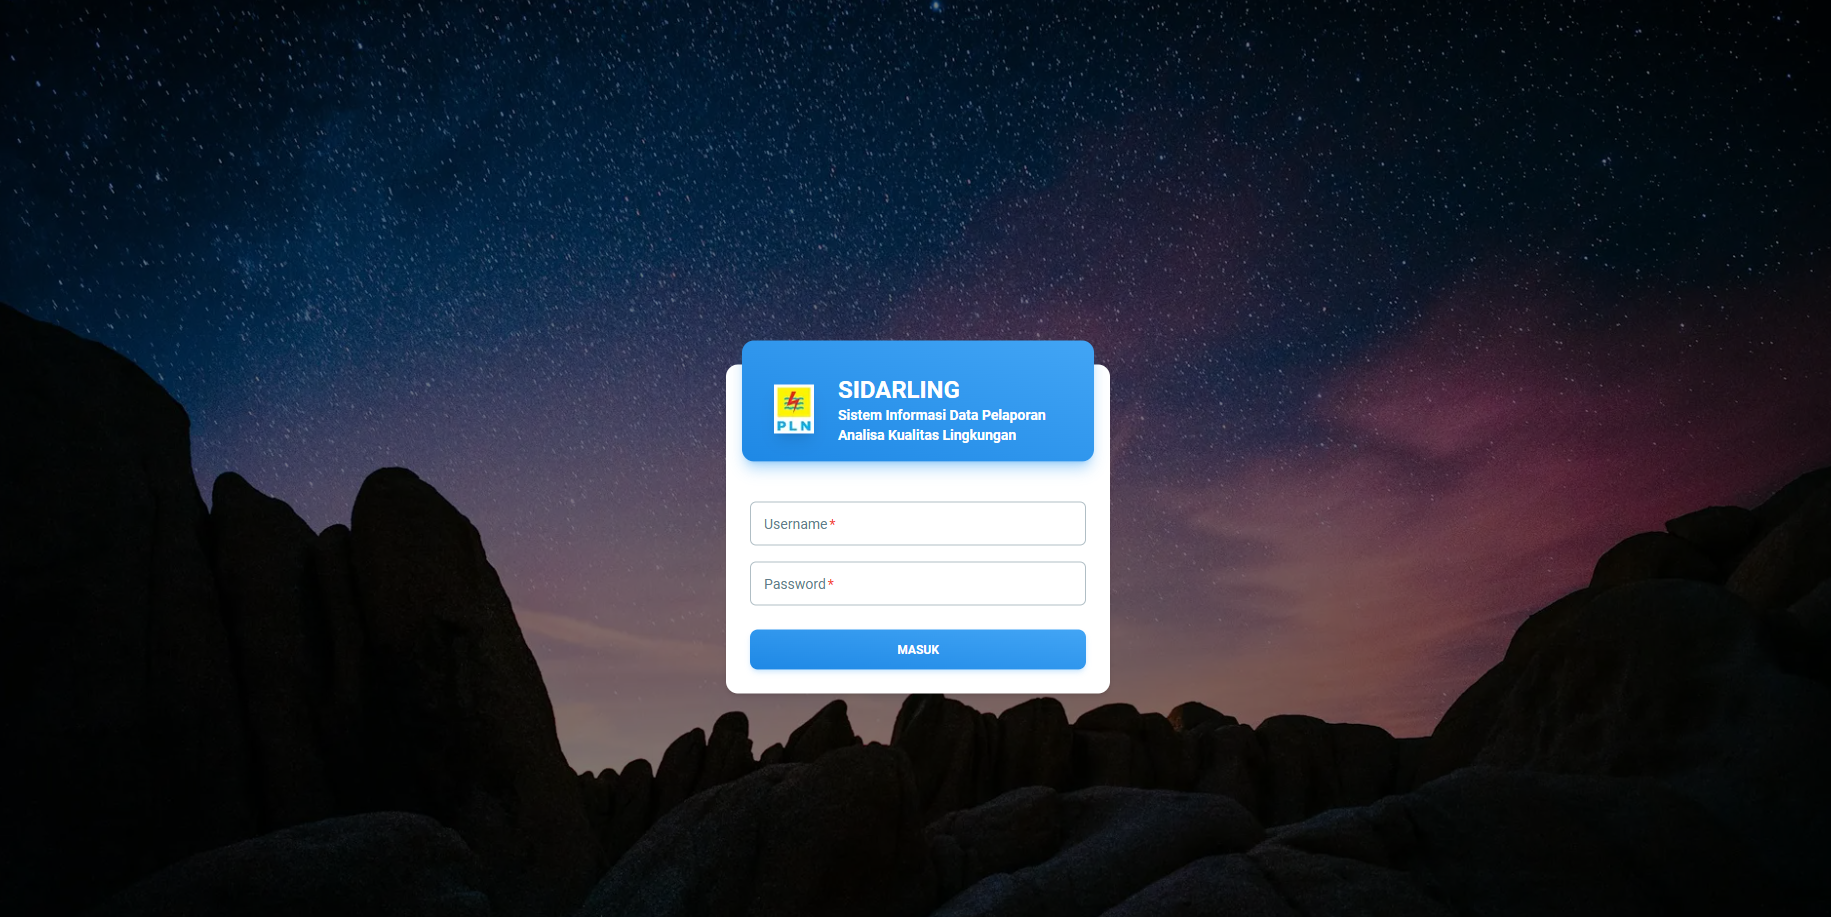 SIDARLING
Sistem Informasi Data Pelaporan
Analisa Kualitas Lingkungan
PLN
Username*
Password*
MASUK